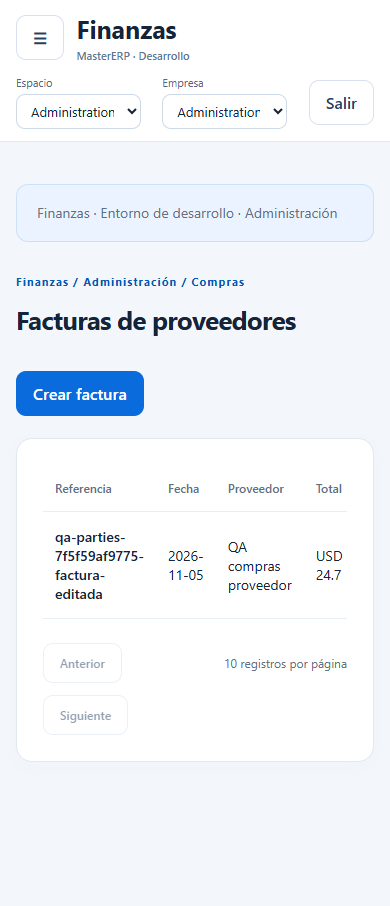 ☰
Finanzas
MasterERP · Desarrollo
Espacio
Empresa
Administration
Administration
Salir
Finanzas · Entorno de desarrollo · Administración
Finanzas / Administración / Compras
Facturas de proveedores
Crear factura
Referencia Fecha Proveedor Total
qa-parties-
7f5f59af9775-
factura-
editada
2026-
11-05
QA
compras
proveedor
USD
24.7
Anterior
10 registros por página
Siguiente